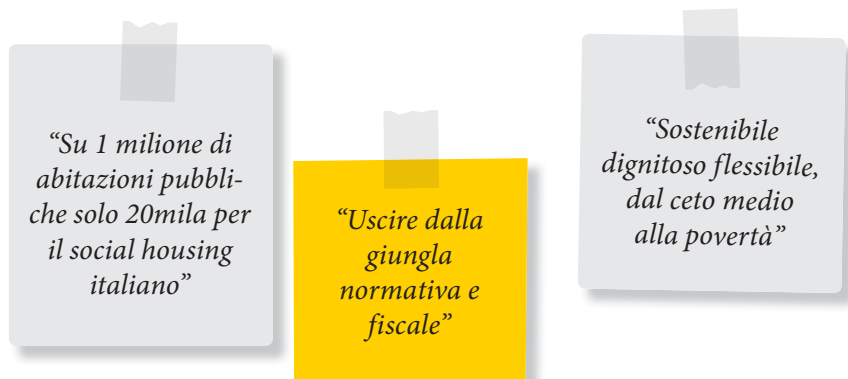 “Su 1 milione di
abitazioni pubbli-
che solo 20mila per
il social housing
italiano”
“Uscire dalla
giungla
normativa e
fiscale”
“Sostenibile
dignitoso flessibile,
dal ceto medio
alla povertà”